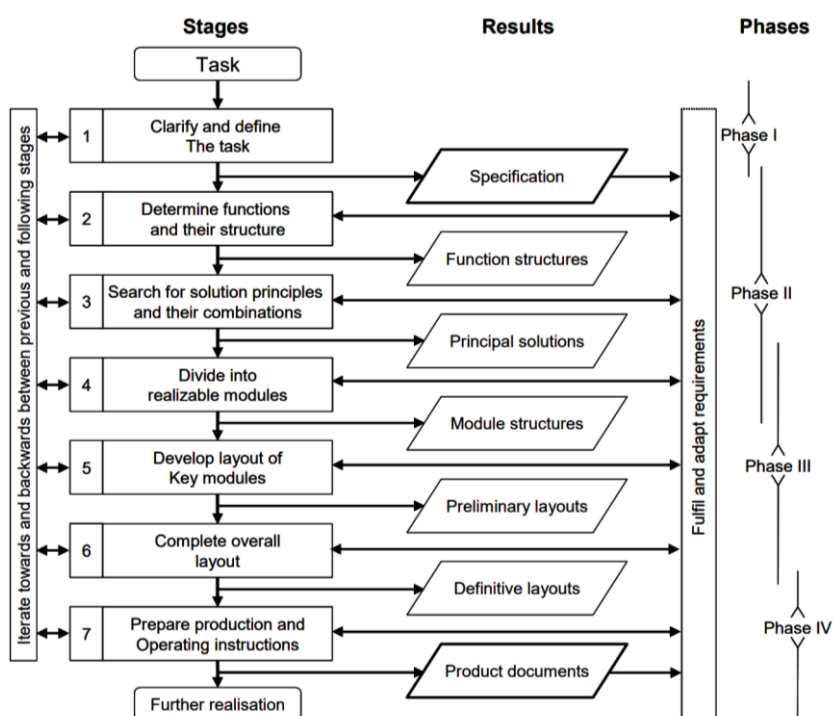 Stages
Results
Phases
Task
1
Clarify and define
The task
Phase I
Specification
2
Determine functions
and their structure
Function structures
3
Search for solution principles
and their combinations
Phase II
Principal solutions
4
Divide into
realizable modules
Module structures
5
Develop layout of
Key modules
Phase III
Preliminary layouts
6
Complete overall
layout
Definitive layouts
7
Prepare production and
Operating instructions
Phase IV
Product documents
Further realisation
Iterate towards and backwards between previous and following stages
Fulfil and adapt requirements